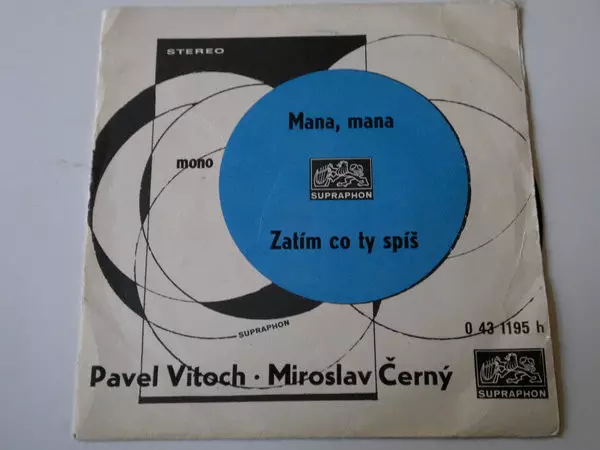 STEREO
Mana, mana
mono
SUPRAPHON
Zatím co ty spíš
SUPRAPHON
0 43 1195 h
Pavel Vitoch · Miroslav Černý
SUPRAPHON